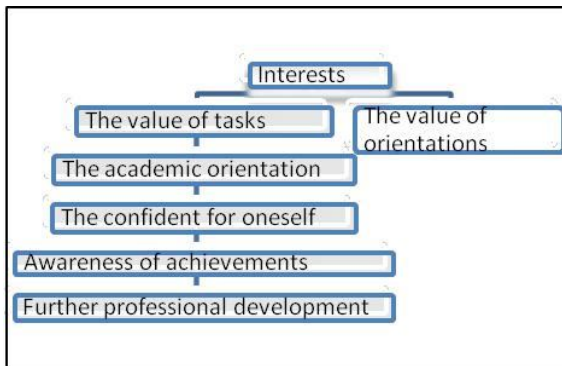 Interests
The value of tasks
The value of
orientations
The academic orientation
The confident for oneself
Awareness of achievements
Further professional development